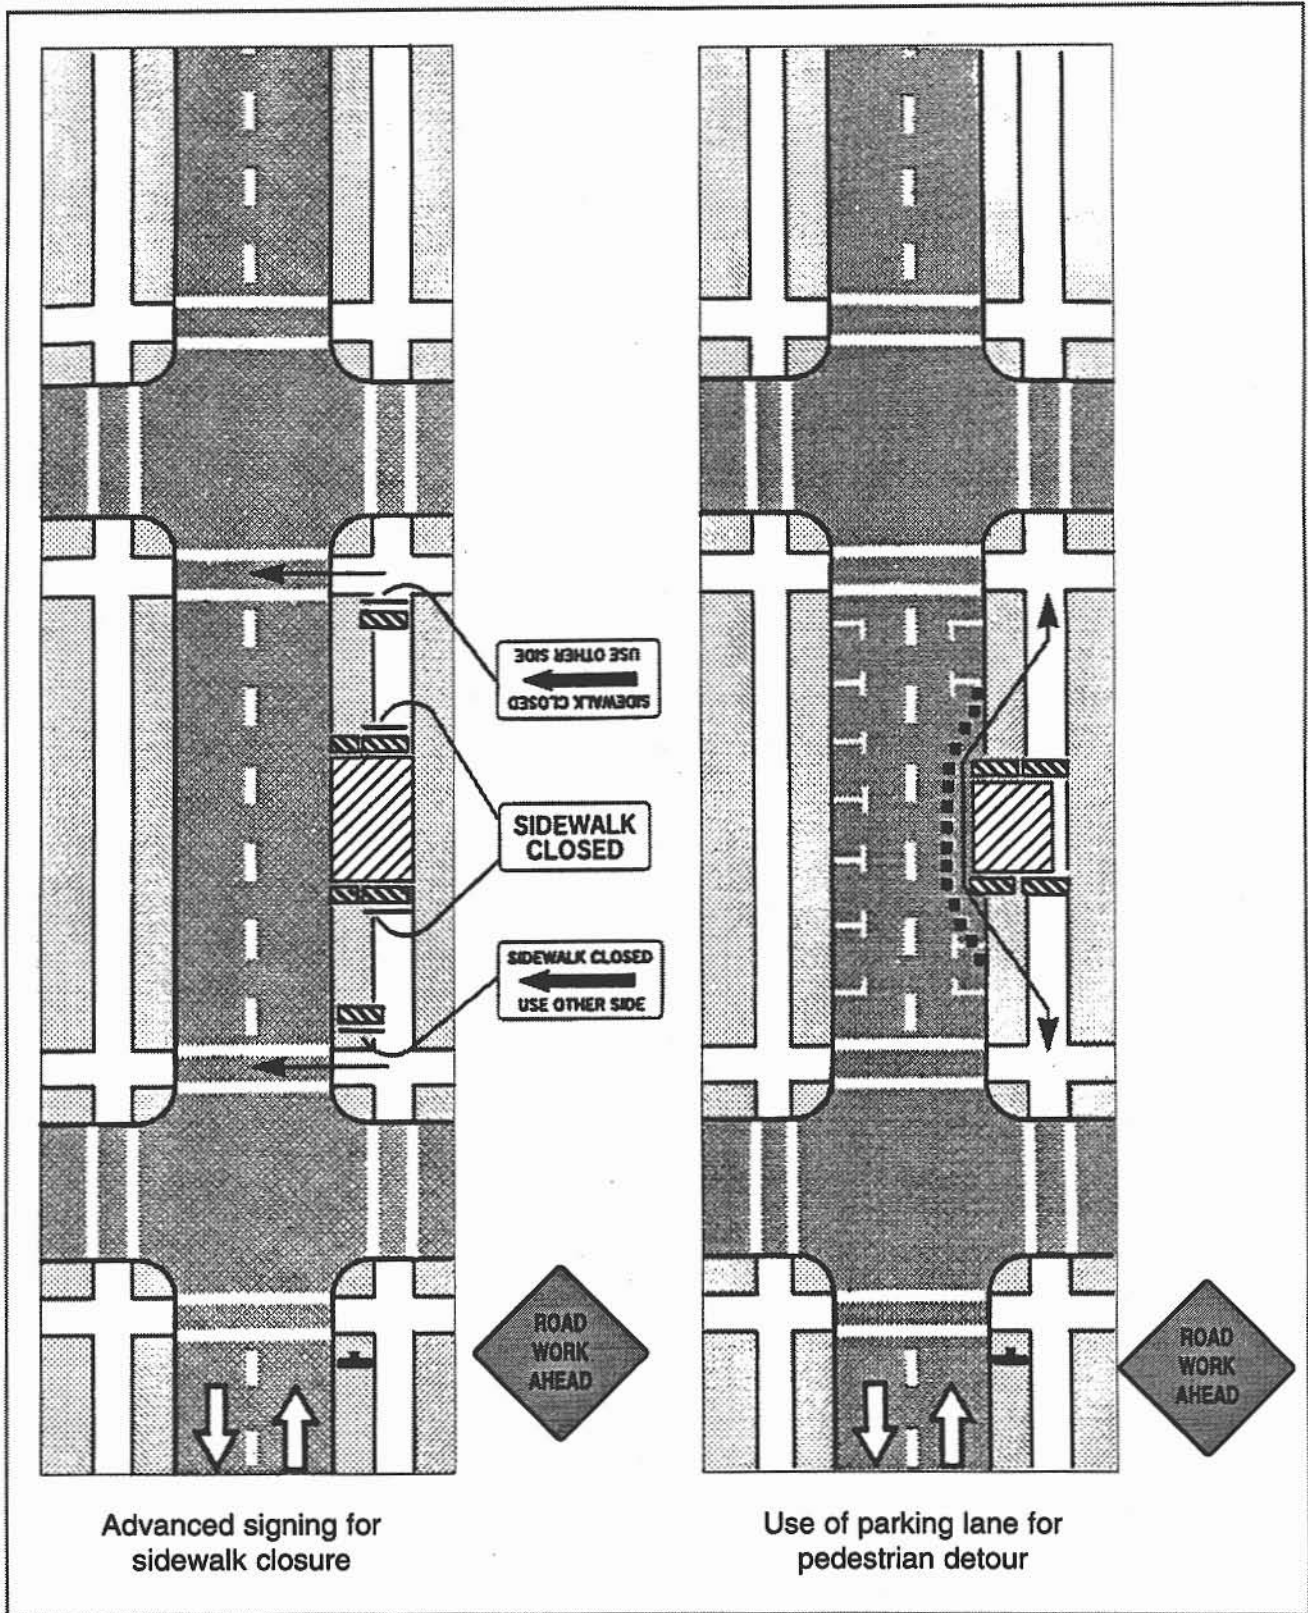 USE OTHER SIDE
SIDEWALK CLOSED
SIDEWALK
CLOSED
SIDEWALK CLOSED
USE OTHER SIDE
ROAD
WORK
AHEAD
ROAD
WORK
AHEAD
Advanced signing for
sidewalk closure
Use of parking lane for
pedestrian detour